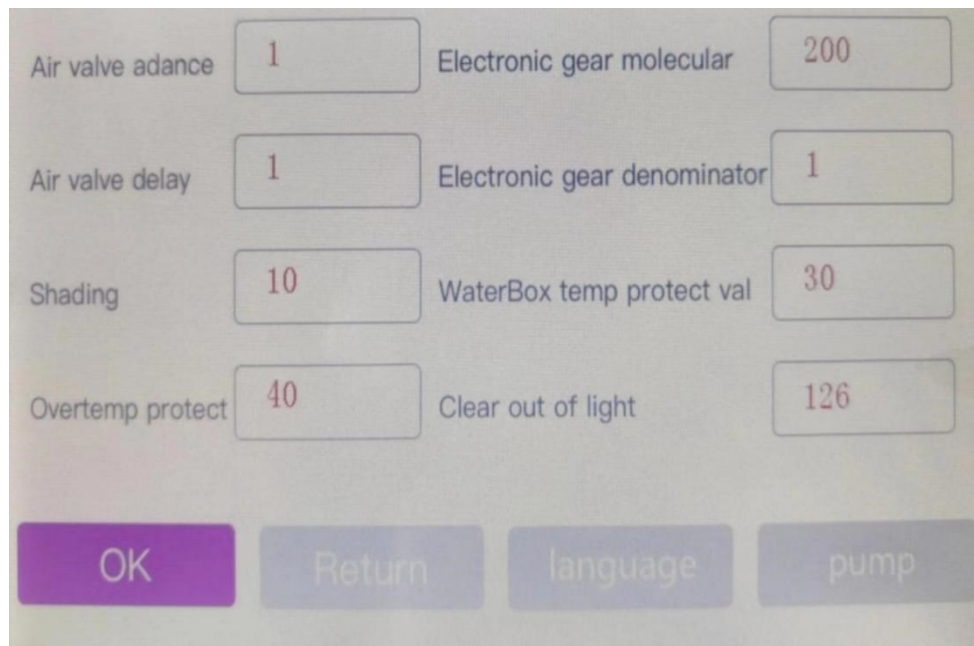 Air valve adance 1 Electronic gear molecular 200
Air valve delay 1 Electronic gear denominator 1
Shading 10 WaterBox temp protect val 30
Overtemp protect 40 Clear out of light 126
OK Return language pump